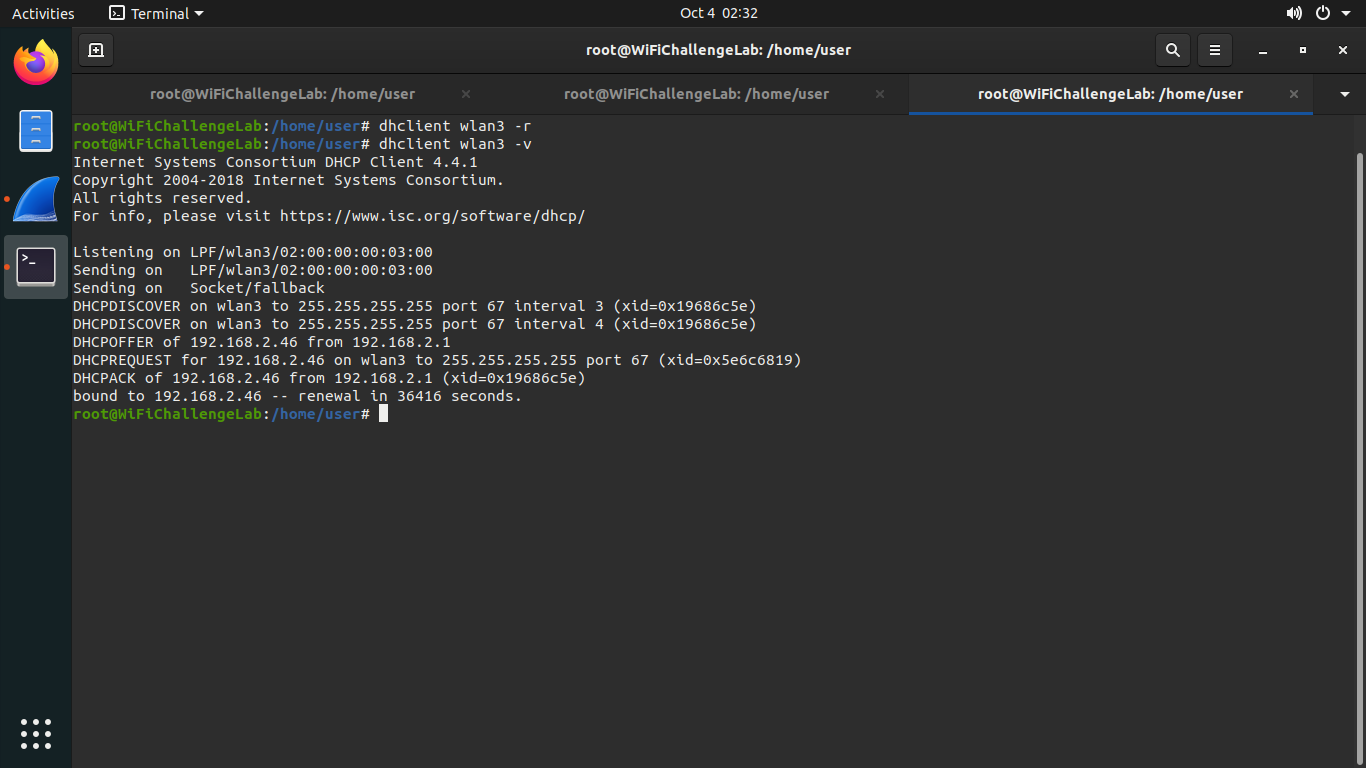 Activities
Terminal
Oct 4 02:32
root@WiFiChallengeLab: /home/user
root@WiFiChallengeLab: /home/user
root@WiFiChallengeLab: /home/user
root@WiFiChallengeLab: /home/user
root@WiFiChallengeLab:/home/user# dhclient wlan3 -r
root@WiFiChallengeLab:/home/user# dhclient wlan3 -v
Internet Systems Consortium DHCP Client 4.4.1
Copyright 2004-2018 Internet Systems Consortium.
All rights reserved.
For info, please visit https://www.isc.org/software/dhcp/
Listening on LPF/wlan3/02:00:00:00:03:00
Sending on   LPF/wlan3/02:00:00:00:03:00
Sending on   Socket/fallback
DHCPDISCOVER on wlan3 to 255.255.255.255 port 67 interval 3 (xid=0x19686c5e)
DHCPDISCOVER on wlan3 to 255.255.255.255 port 67 interval 4 (xid=0x19686c5e)
DHCPOFFER of 192.168.2.46 from 192.168.2.1
DHCPREQUEST for 192.168.2.46 on wlan3 to 255.255.255.255 port 67 (xid=0x5e6c6819)
DHCPACK of 192.168.2.46 from 192.168.2.1 (xid=0x19686c5e)
bound to 192.168.2.46 -- renewal in 36416 seconds.
root@WiFiChallengeLab:/home/user#